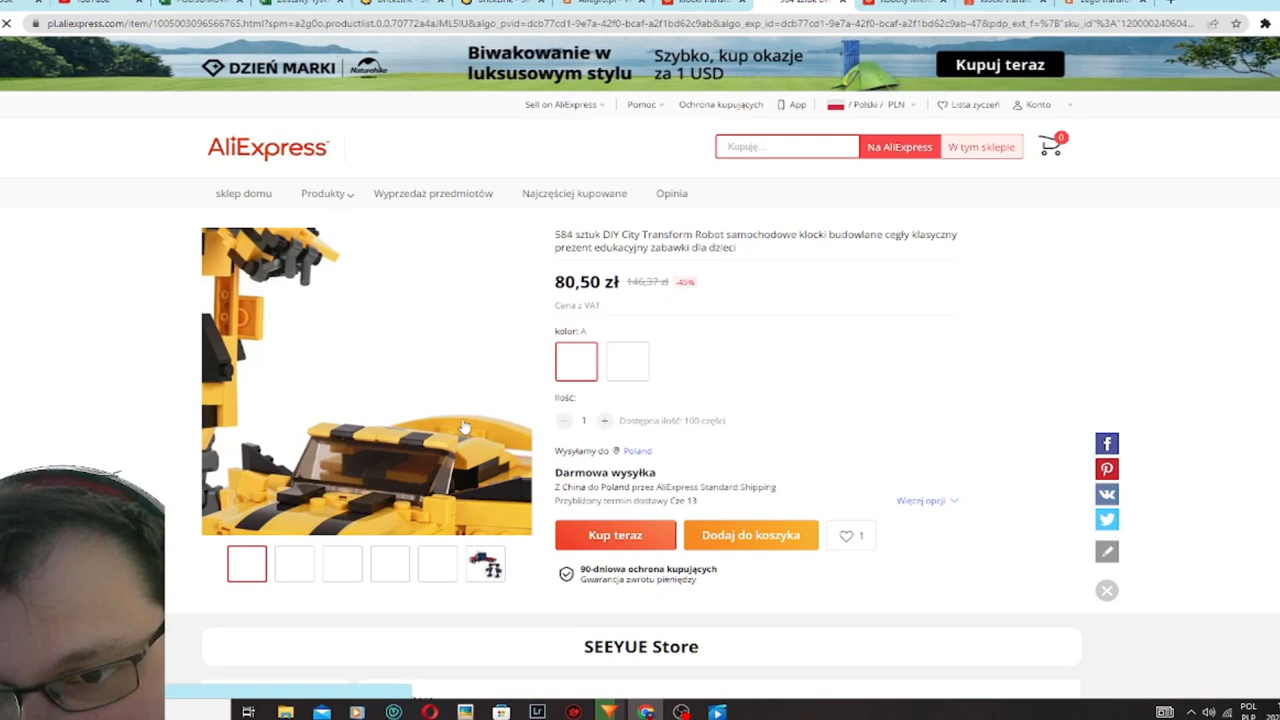 Biwakowanie w
luksusowym stylu
Szybko, kup okazje
za 1 USD
DZIEŃ MARKI
Naturehike
Kupuj teraz
Sell on AliExpress
Pomoc
Ochrona kupujących
App
/ Polski / PLN
Lista życzeń
Konto
AliExpress
Kupuję...
Na AliExpress
W tym sklepie
0
sklep domu
Produkty
Wyprzedaż przedmiotów
Najczęściej kupowane
Opinia
584 sztuk DIY City Transform Robot samochodowe klocki budowlane cegły klasyczny
prezent edukacyjny zabawki dla dzieci
80,50 zł
146,37 zł
-45%
Cena z VAT
kolor: A
Ilość:
1
Dostępna ilość: 100 części
Wysyłamy do Poland
Darmowa wysyłka
Z China do Poland przez AliExpress Standard Shipping
Przybliżony termin dostawy Cze 13
Więcej opcji
Kup teraz
Dodaj do koszyka
1
90-dniowa ochrona kupujących
Gwarancja zwrotu pieniędzy
SEEYUE Store
POL